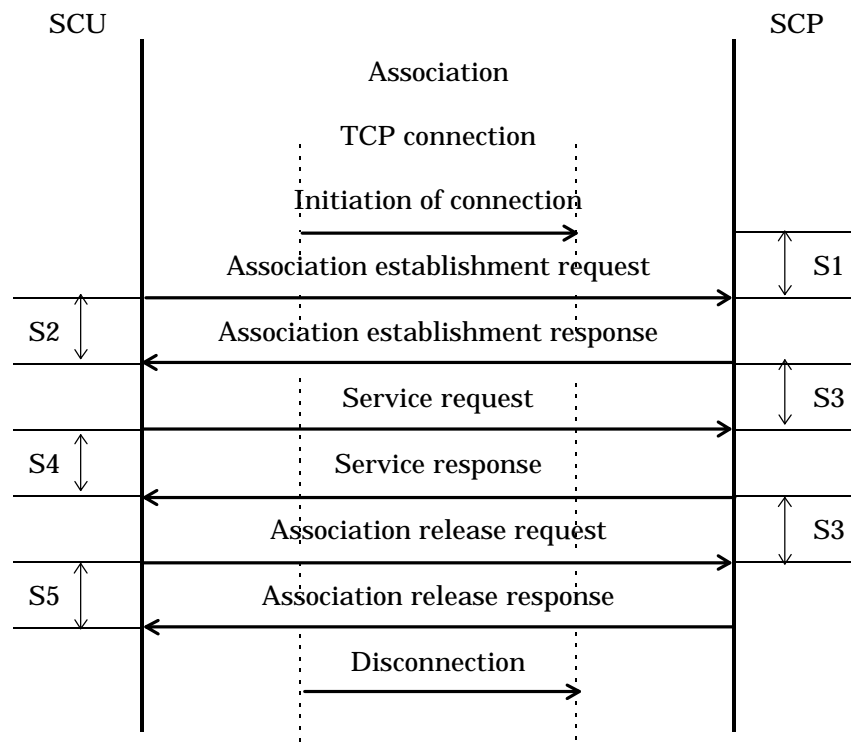 SCU
SCP
Association
TCP connection
Initiation of connection
Association establishment request
S1
S2
Association establishment response
Service request
S3
S4
Service response
Association release request
S3
S5
Association release response
Disconnection